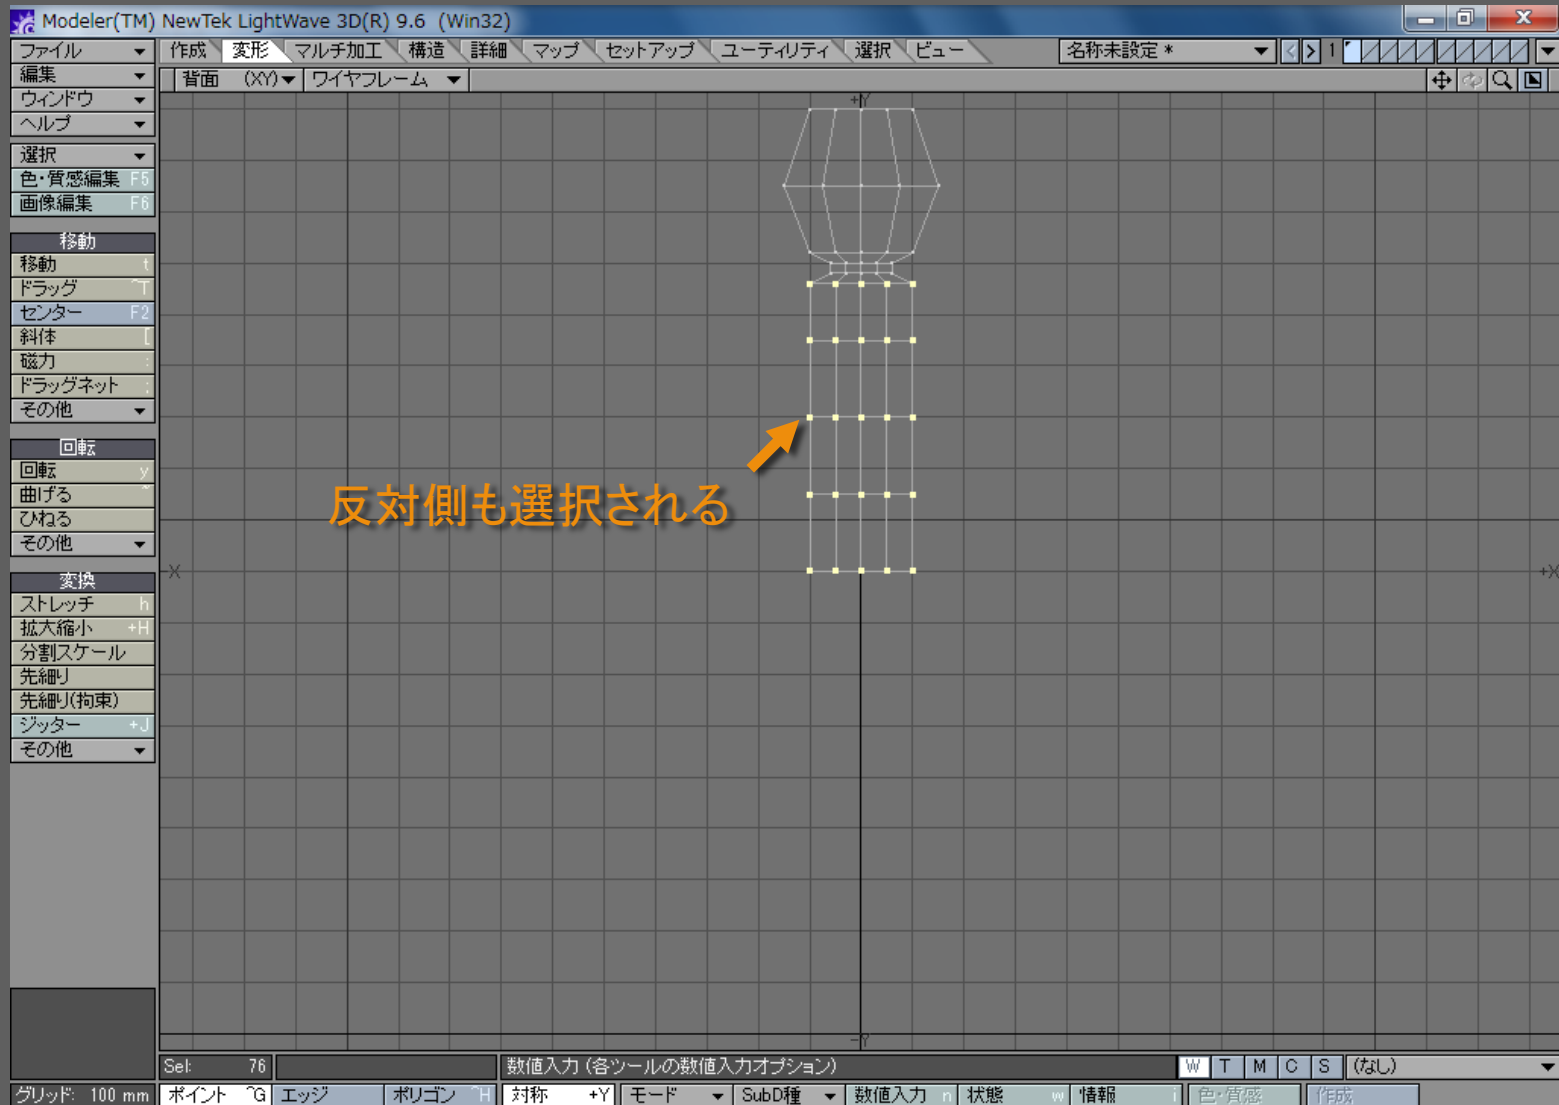 Modeler(TM) NewTek LightWave 3D(R) 9.6 (Win32)
ファイル
作成 変形 マルチ加工 構造 詳細 マップ セットアップ ユーティリティ 選択 ビュー
名称未設定 * 1
編集
背面 (XY) ワイヤフレーム
ウィンドウ
ヘルプ
選択
色・質感編集 F5
画像編集 F6
移動
移動 t
ドラッグ ^T
センター F2
斜体 [
磁力 :
ドラッグネット ;
その他
回転
回転 y
曲げる ~
ひねる
その他
変換
ストレッチ h
拡大縮小 +H
分割スケール
先細り
先細り(拘束)
ジッター +J
その他
+Y
反対側も選択される
-X
+X
-Y
Sel: 76
数値入力 (各ツールの数値入力オプション)
W T M C S (なし)
グリッド: 100 mm
ポイント ^G エッジ ポリゴン ^H 対称 +Y モード SubD種 数値入力 n 状態 w 情報 i 色・質感 作成